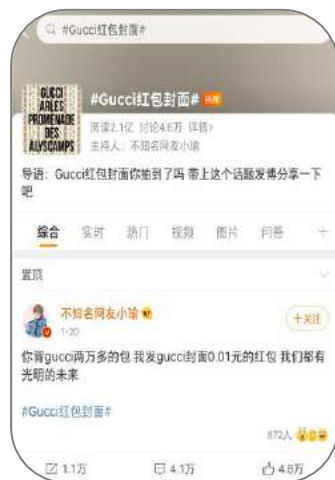 #Gucci红包封面#
GUCCI
ARLES
PROMENADE
DES
ALYSCAMPS
#Gucci红包封面#
阅读2.1亿 讨论4.6万 详情>
主持人：不知名网友小瑜
导语：Gucci红包封面你抽到了吗 带上这个话题发博分享一下
吧
综合 实时 热门 视频 图片 问答
置顶
不知名网友小瑜
+关注
1-20
你背gucci两万多的包 我发gucci封面0.01元的红包 我们都有
光明的未来
#Gucci红包封面#
872人
1.1万 4.1万 4.8万